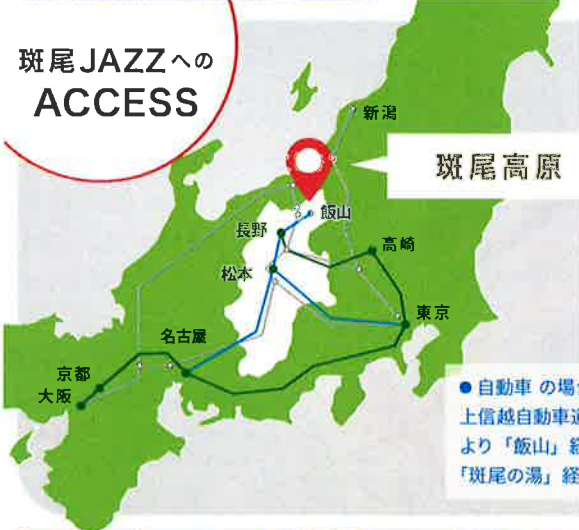 斑尾JAZZへの
ACCESS
新潟
斑尾高原
飯山
長野
高崎
松本
東京
名古屋
京都
大阪
● 自動車 の場
上信越自動車道
より「飯山」経
「斑尾の湯」経